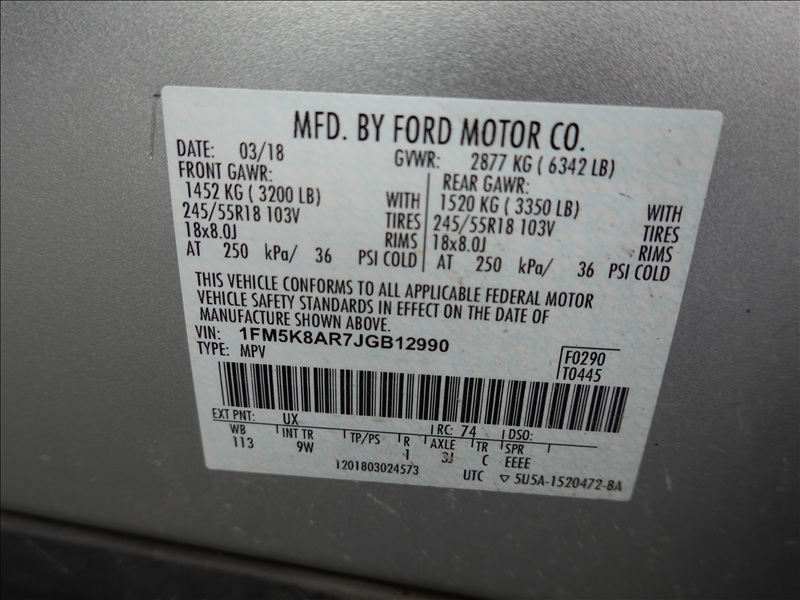 MFD. BY FORD MOTOR CO.
DATE: 03/18 GVWR: 2877 KG ( 6342 LB)
FRONT GAWR: REAR GAWR:
1452 KG ( 3200 LB) WITH 1520 KG ( 3350 LB) WITH
245/55R18 103V TIRES 245/55R18 103V TIRES
18x8.0J RIMS 18x8.0J RIMS
AT 250 kPa/ 36 PSI COLD AT 250 kPa/ 36 PSI COLD
THIS VEHICLE CONFORMS TO ALL APPLICABLE FEDERAL MOTOR
VEHICLE SAFETY STANDARDS IN EFFECT ON THE DATE OF
MANUFACTURE SHOWN ABOVE.
VIN: 1FM5K8AR7JGB12990
TYPE: MPV F0290
T0445
EXT PNT: UX RC: 74 DSO:
WB INT TR TP/PS R AXLE TR SPR
113 9W 1 3J C EEEE
1201803024573 UTC ▽ 5U5A-1520472-BA